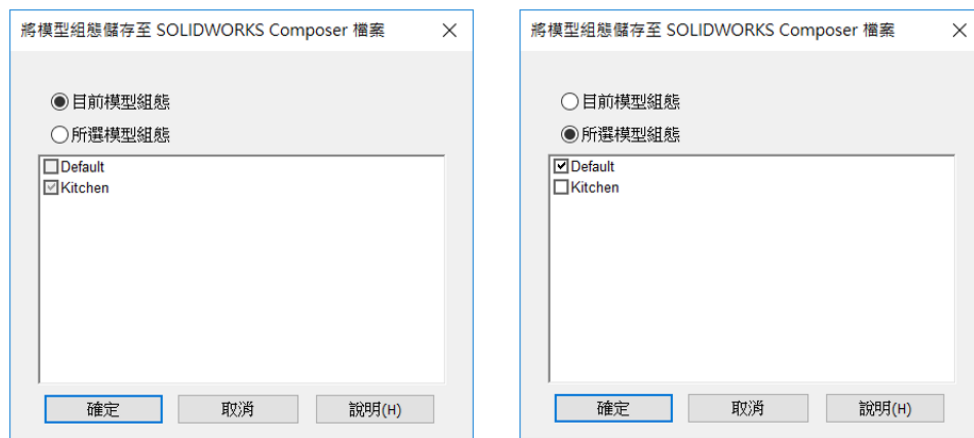 將模型組態儲存至 SOLIDWORKS Composer 檔案
目前模型組態
所選模型組態
Default
Kitchen
確定 取消 說明(H)
將模型組態儲存至 SOLIDWORKS Composer 檔案
目前模型組態
所選模型組態
Default
Kitchen
確定 取消 說明(H)